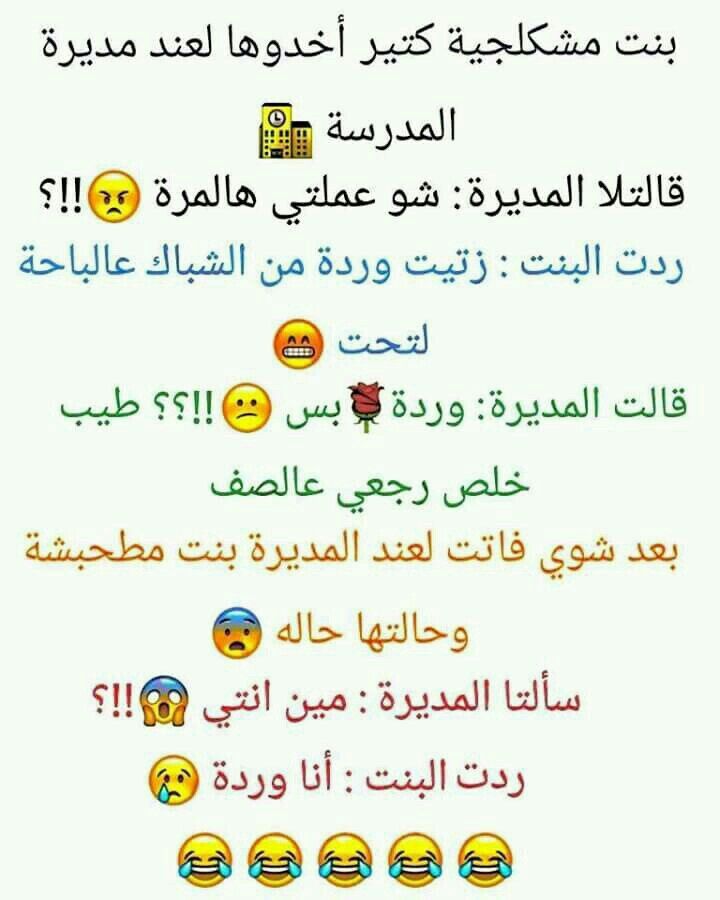 بنت مشكلجية كتير أخدوها لعند مديرة
المدرسة 🏫
قالتلا المديرة: شو عملتي هالمرة 😠!!؟
ردت البنت : زتيت وردة من الشباك عالباحة
لتحت 😁
قالت المديرة: وردة🌹بس 😕!!؟؟ طيب
خلص رجعي عالصف
بعد شوي فاتت لعند المديرة بنت مطحبشة
وحالتها حاله 😨
سألتا المديرة : مين انتي 😱!!؟
ردت البنت : أنا وردة 😢
😂😂😂😂😂